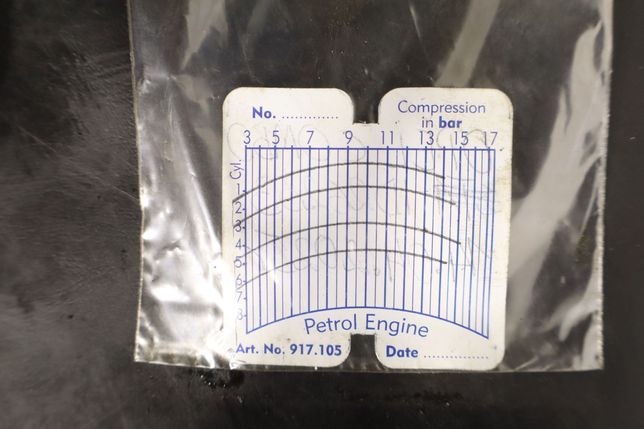 No. .............
Compression
in bar
3 5 7 9 11 13 15 17
Cyl.
1
2
3
4
5
6
7
8
Petrol Engine
Art. No. 917.105
Date ...............